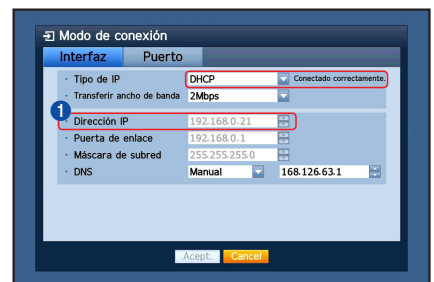 Modo de conexión
Interfaz Puerto
· Tipo de IP DHCP Conectado correctamente.
· Transferir ancho de banda 2Mbps
1
· Dirección IP 192.168.0.21
· Puerta de enlace 192.168.0.1
· Máscara de subred 255.255.255.0
· DNS Manual 168.126.63.1
Acept. Cancel